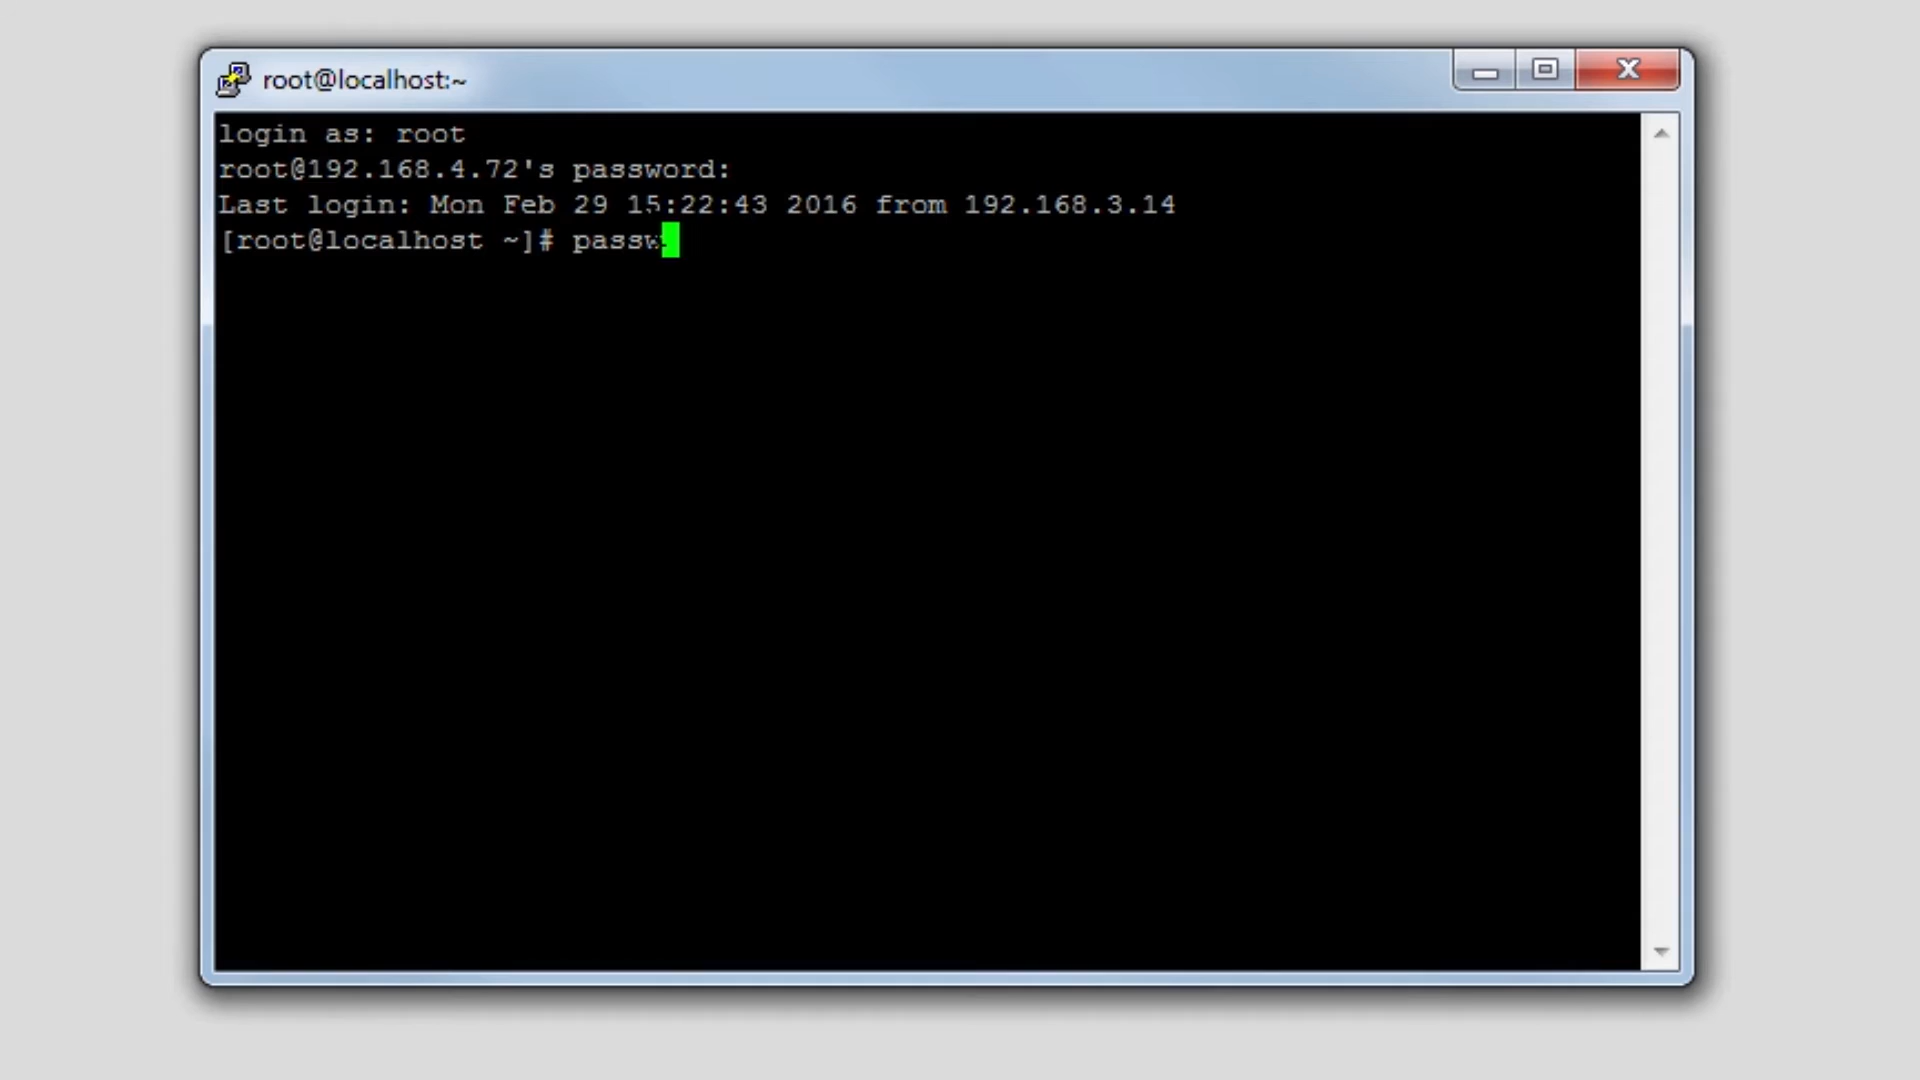 root@localhost:~
login as: root
root@192.168.4.72's password:
Last login: Mon Feb 29 15:22:43 2016 from 192.168.3.14
[root@localhost ~]# passw